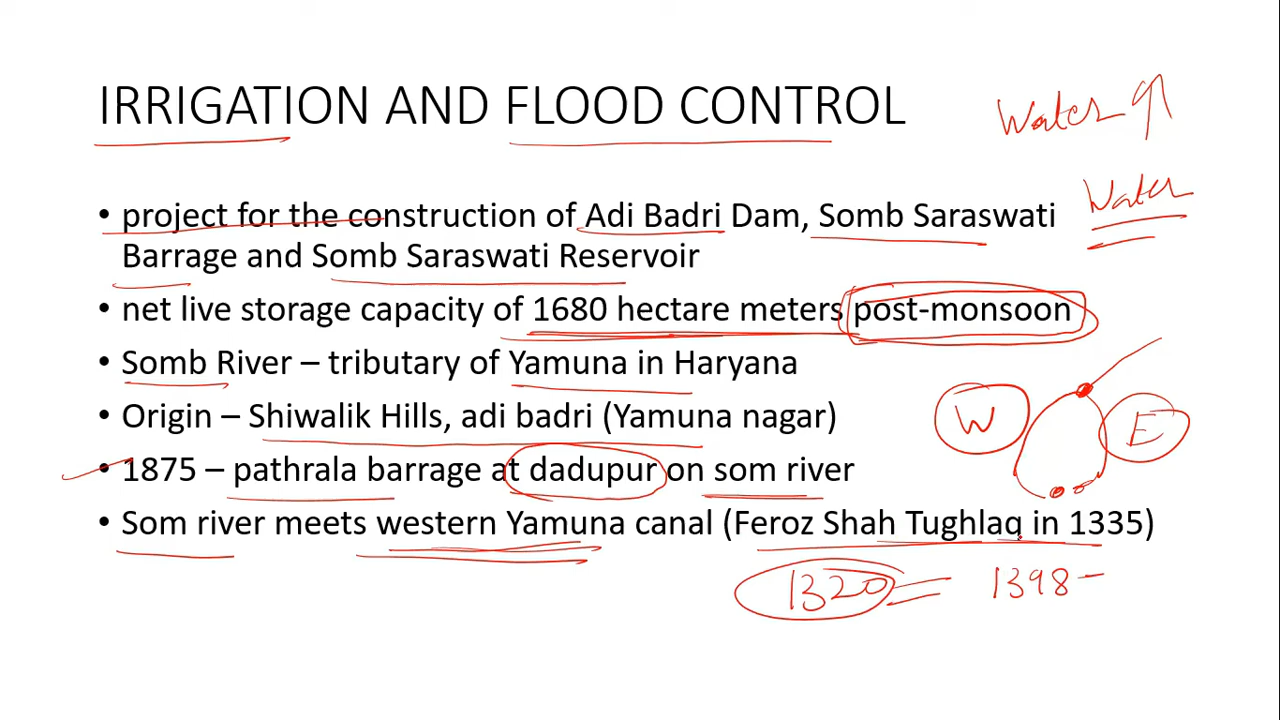 IRRIGATION AND FLOOD CONTROL
Water
Water
• project for the construction of Adi Badri Dam, Somb Saraswati
Barrage and Somb Saraswati Reservoir
• net live storage capacity of 1680 hectare meters post-monsoon
• Somb River – tributary of Yamuna in Haryana
• Origin – Shiwalik Hills, adi badri (Yamuna nagar)
W E
• 1875 – pathrala barrage at dadupur on som river
• Som river meets western Yamuna canal (Feroz Shah Tughlaq in 1335)
1320 = 1398 -